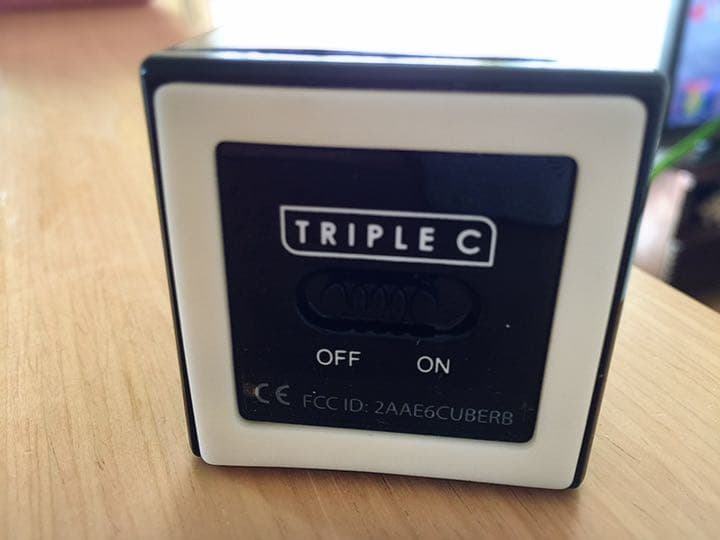 TRIPLE C
OFF ON
CE FCC ID: 2AAE6CUBERB